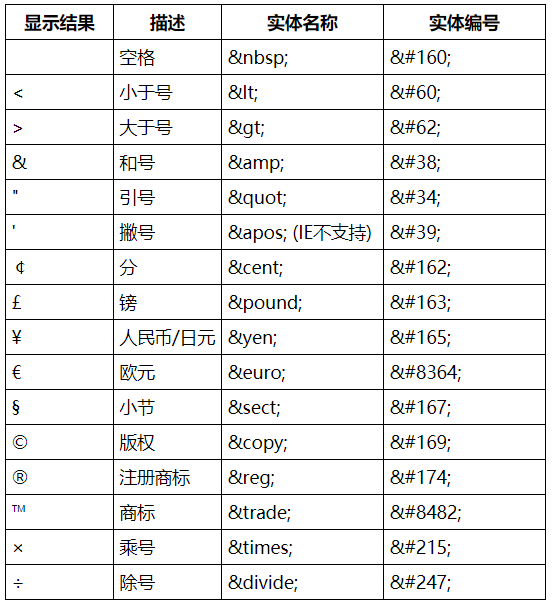 显示结果 描述 实体名称 实体编号
空格 &nbsp; &#160;
< 小于号 &lt; &#60;
> 大于号 &gt; &#62;
& 和号 &amp; &#38;
" 引号 &quot; &#34;
' 撇号 &apos; (IE不支持) &#39;
¢ 分 &cent; &#162;
£ 镑 &pound; &#163;
¥ 人民币/日元 &yen; &#165;
€ 欧元 &euro; &#8364;
§ 小节 &sect; &#167;
© 版权 &copy; &#169;
® 注册商标 &reg; &#174;
™ 商标 &trade; &#8482;
× 乘号 &times; &#215;
÷ 除号 &divide; &#247;